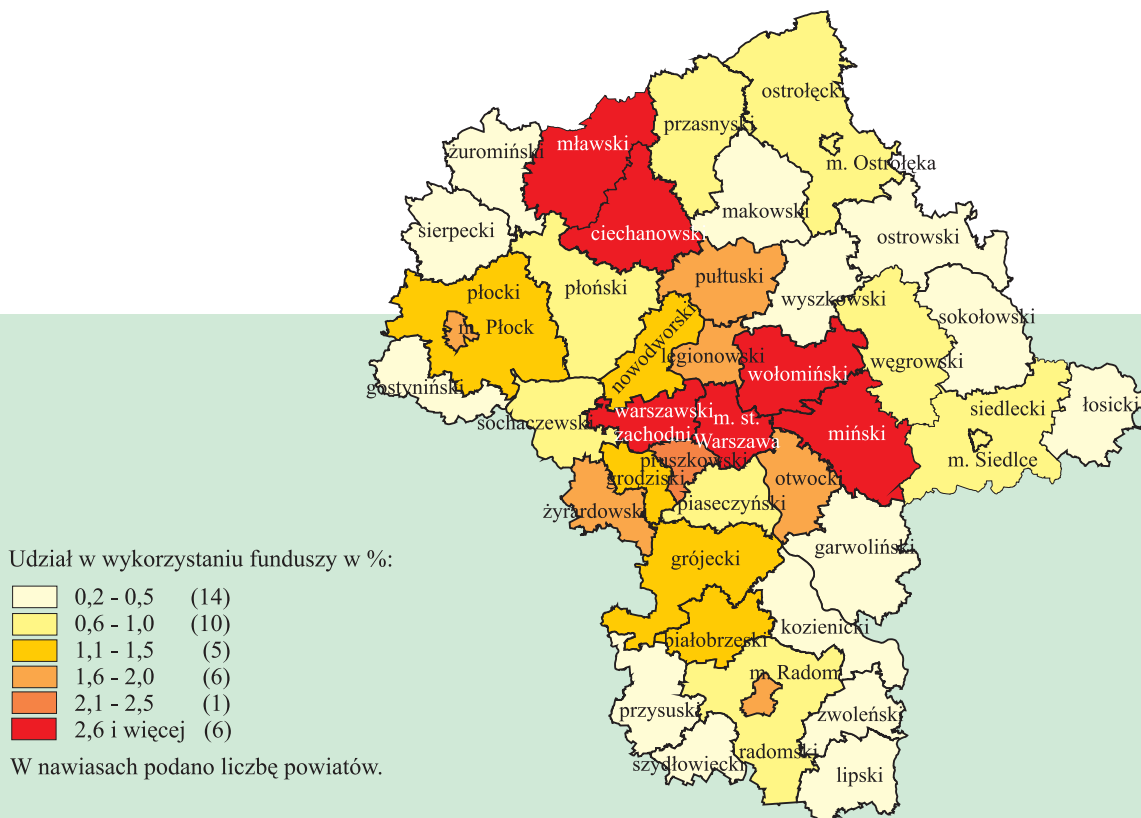 ostrołęcki
przasnyski
mławski
żuromiński
m. Ostrołęka
makowski
sierpecki
ciechanowski
ostrowski
pułtuski
płoński
płocki
wyszkowski
sokołowski
m. Płock
nowodworski
legionowski
wołomiński
węgrowski
gostyniński
siedlecki
łosicki
sochaczewski
warszawski
zachodni
m. st.
Warszawa
miński
m. Siedlce
pruszkowski
grodziski
otwocki
piaseczyński
żyrardowski
garwoliński
grójecki
kozienicki
białobrzeski
m. Radom
przysuski
zwoleński
radomski
szydłowiecki
lipski
Udział w wykorzystaniu funduszy w %:
0,2 - 0,5 (14)
0,6 - 1,0 (10)
1,1 - 1,5 (5)
1,6 - 2,0 (6)
2,1 - 2,5 (1)
2,6 i więcej (6)
W nawiasach podano liczbę powiatów.